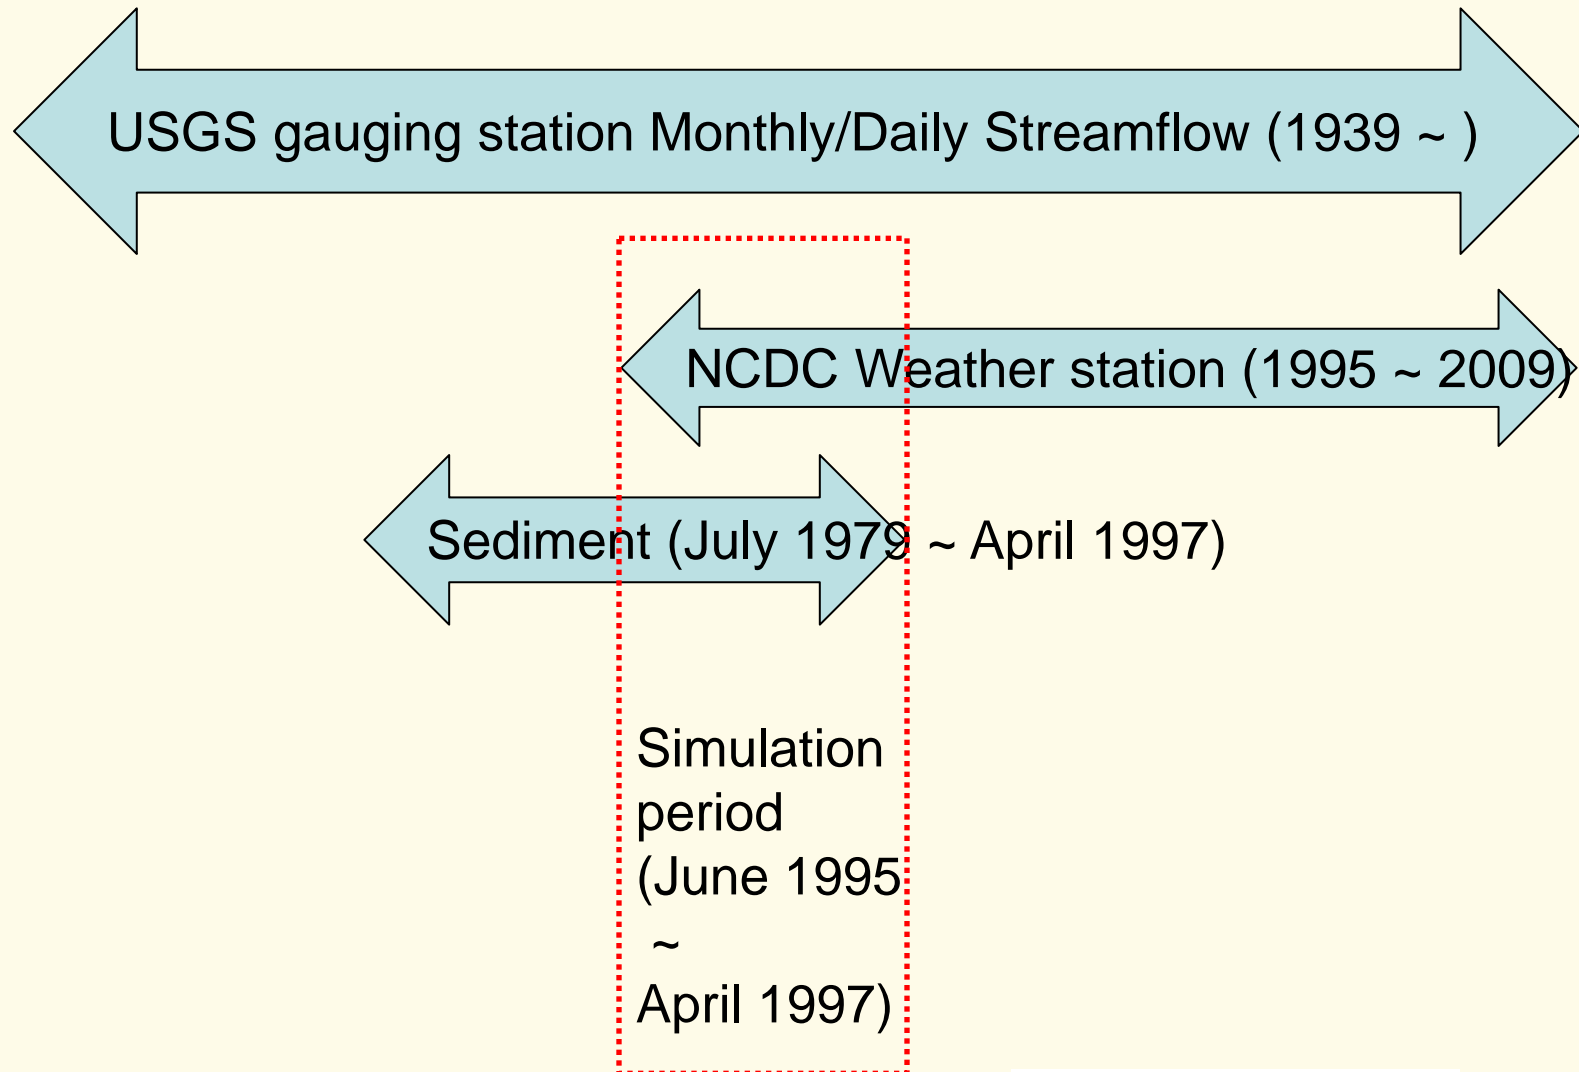 USGS gauging station Monthly/Daily Streamflow (1939 ~ )
NCDC Weather station (1995 ~ 2009)
Sediment (July 1979 ~ April 1997)
Simulation
period
(June 1995
~
April 1997)